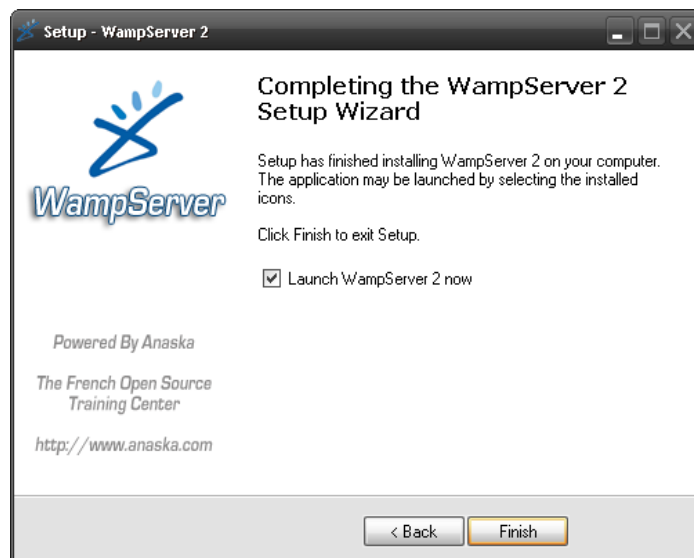 Setup - WampServer 2
WampServer
Completing the WampServer 2
Setup Wizard
Setup has finished installing WampServer 2 on your computer.
The application may be launched by selecting the installed
icons.
Click Finish to exit Setup.
Launch WampServer 2 now
Powered By Anaska
The French Open Source
Training Center
http://www.anaska.com
< Back
Finish